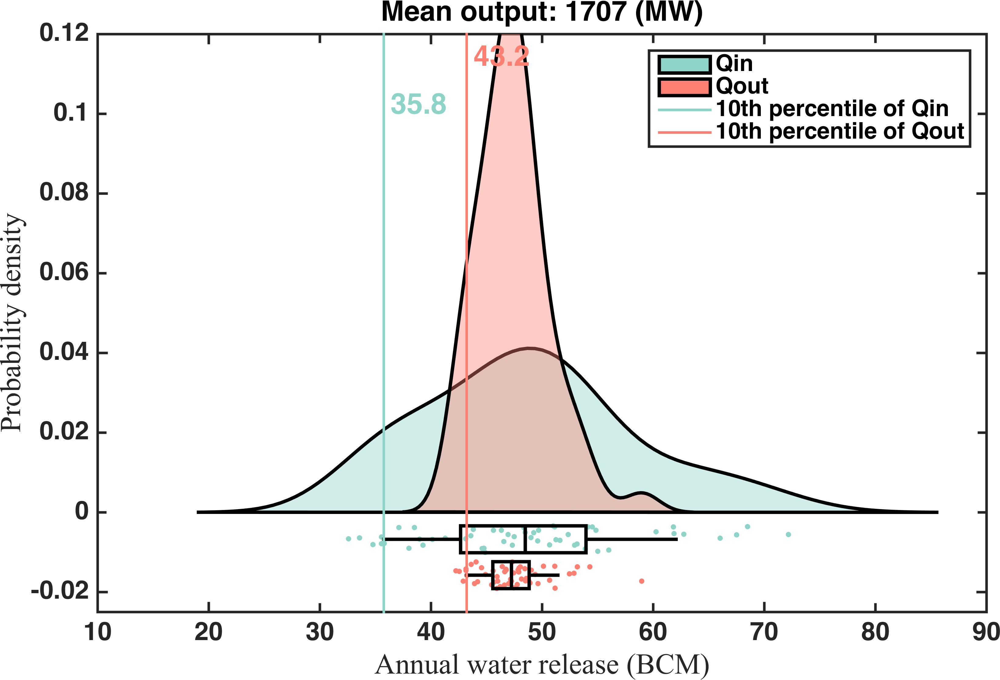 Mean output: 1707 (MW)
0.12
0.1
0.08
0.06
0.04
0.02
0
-0.02
Probability density
43.2
35.8
Qin
Qout
10th percentile of Qin
10th percentile of Qout
10 20 30 40 50 60 70 80 90
Annual water release (BCM)